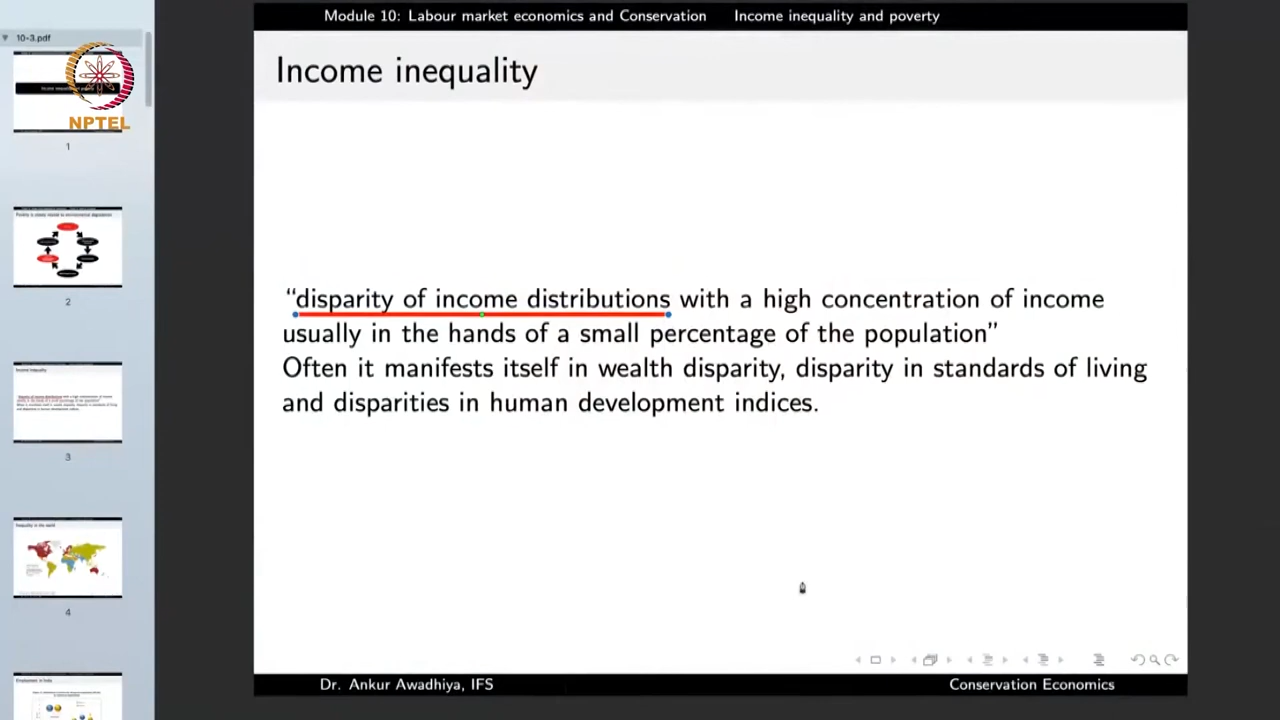 Module 10: Labour market economics and Conservation Income inequality and poverty
10-3.pdf
NPTEL
Income inequality
1
2
3
4
“disparity of income distributions with a high concentration of income
usually in the hands of a small percentage of the population”
Often it manifests itself in wealth disparity, disparity in standards of living
and disparities in human development indices.
Dr. Ankur Awadhiya, IFS Conservation Economics